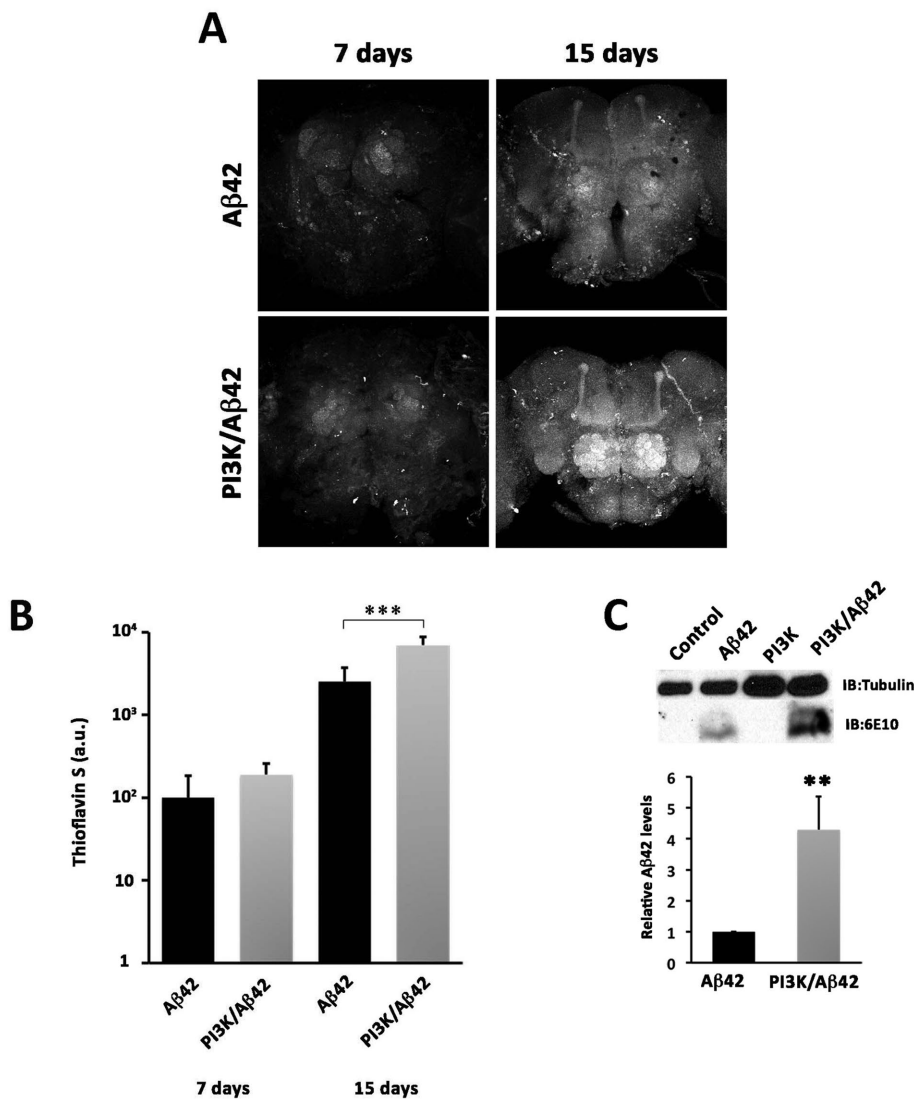 A
7 days
15 days
Aβ42
PI3K/Aβ42
B
Thioflavin S (a.u.)
10⁴
10³
10²
10
1
***
Aβ42
PI3K/Aβ42
Aβ42
PI3K/Aβ42
7 days
15 days
C
Control
Aβ42
PI3K
PI3K/Aβ42
IB:Tubulin
IB:6E10
Relative Aβ42 levels
6
5
4
3
2
1
0
**
Aβ42
PI3K/Aβ42